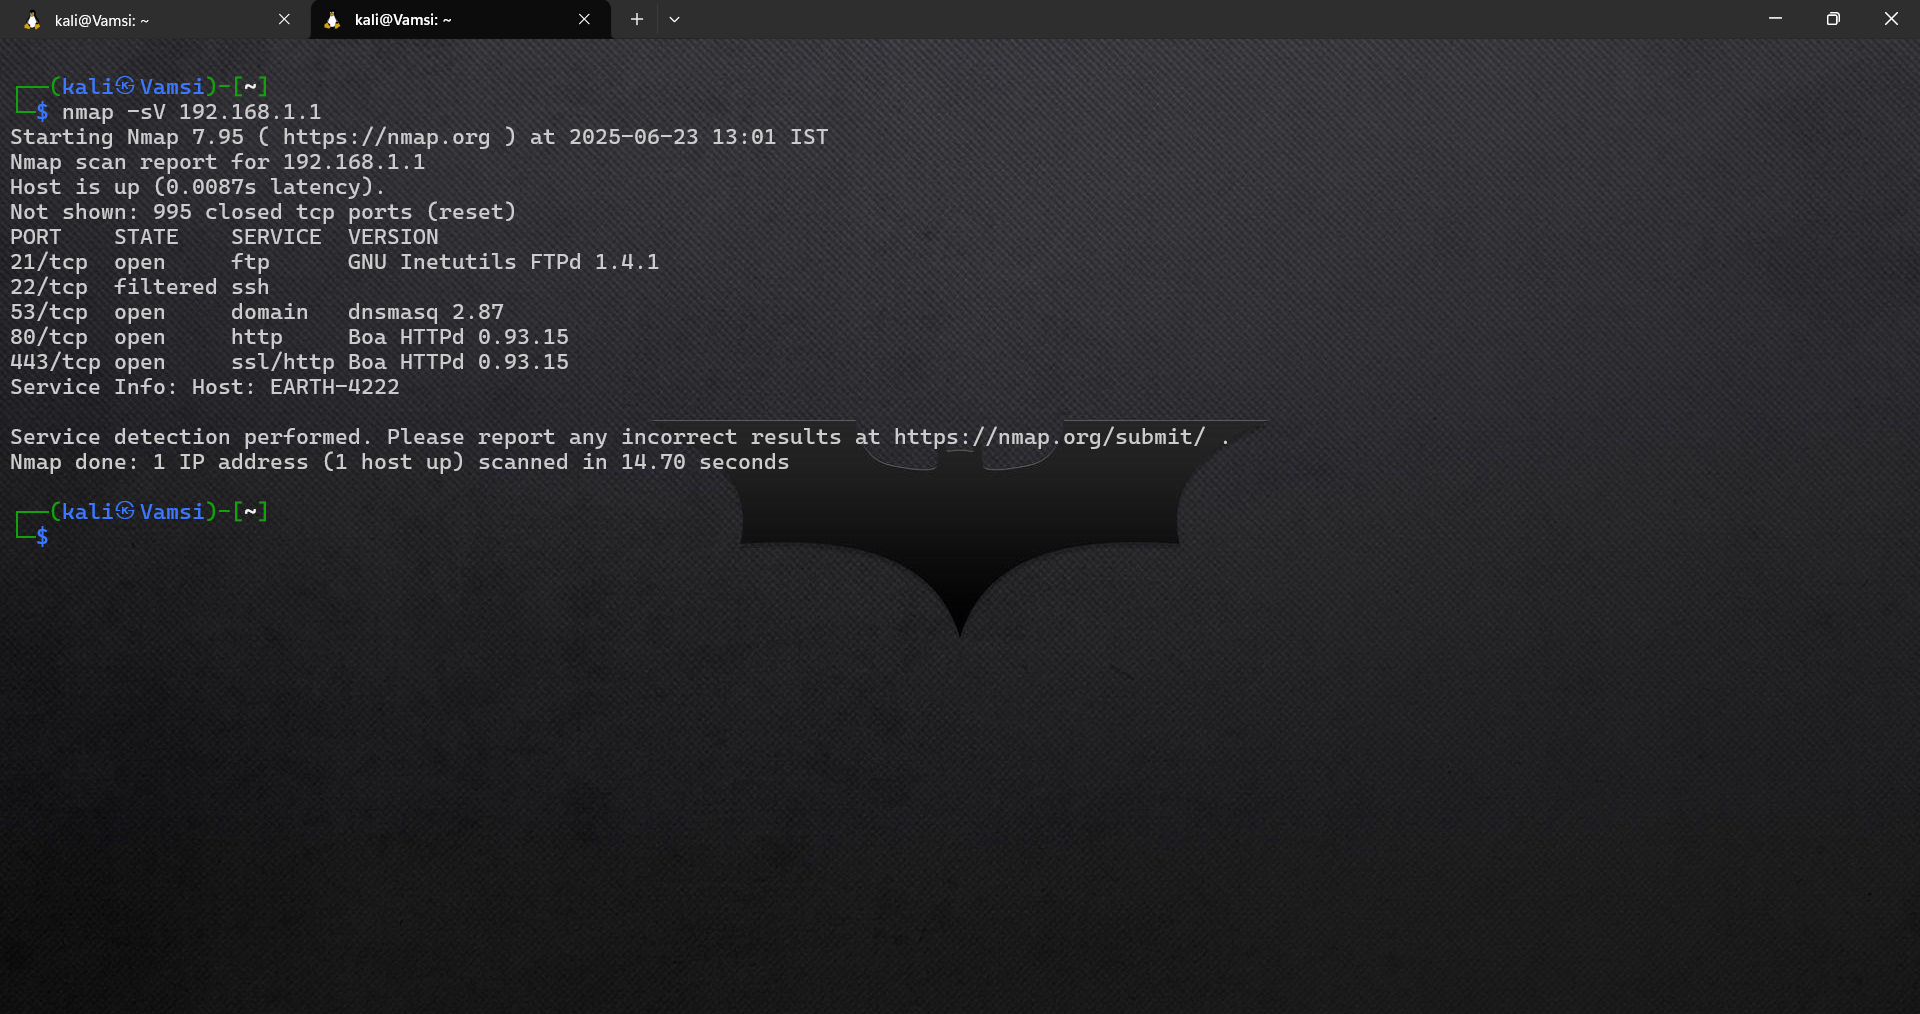 kali@Vamsi: ~
kali@Vamsi: ~
┌──(kali㉿Vamsi)-[~]
└─$ nmap -sV 192.168.1.1
Starting Nmap 7.95 ( https://nmap.org ) at 2025-06-23 13:01 IST
Nmap scan report for 192.168.1.1
Host is up (0.0087s latency).
Not shown: 995 closed tcp ports (reset)
PORT    STATE    SERVICE  VERSION
21/tcp  open     ftp      GNU Inetutils FTPd 1.4.1
22/tcp  filtered ssh
53/tcp  open     domain   dnsmasq 2.87
80/tcp  open     http     Boa HTTPd 0.93.15
443/tcp open     ssl/http Boa HTTPd 0.93.15
Service Info: Host: EARTH-4222
Service detection performed. Please report any incorrect results at https://nmap.org/submit/ .
Nmap done: 1 IP address (1 host up) scanned in 14.70 seconds
┌──(kali㉿Vamsi)-[~]
└─$